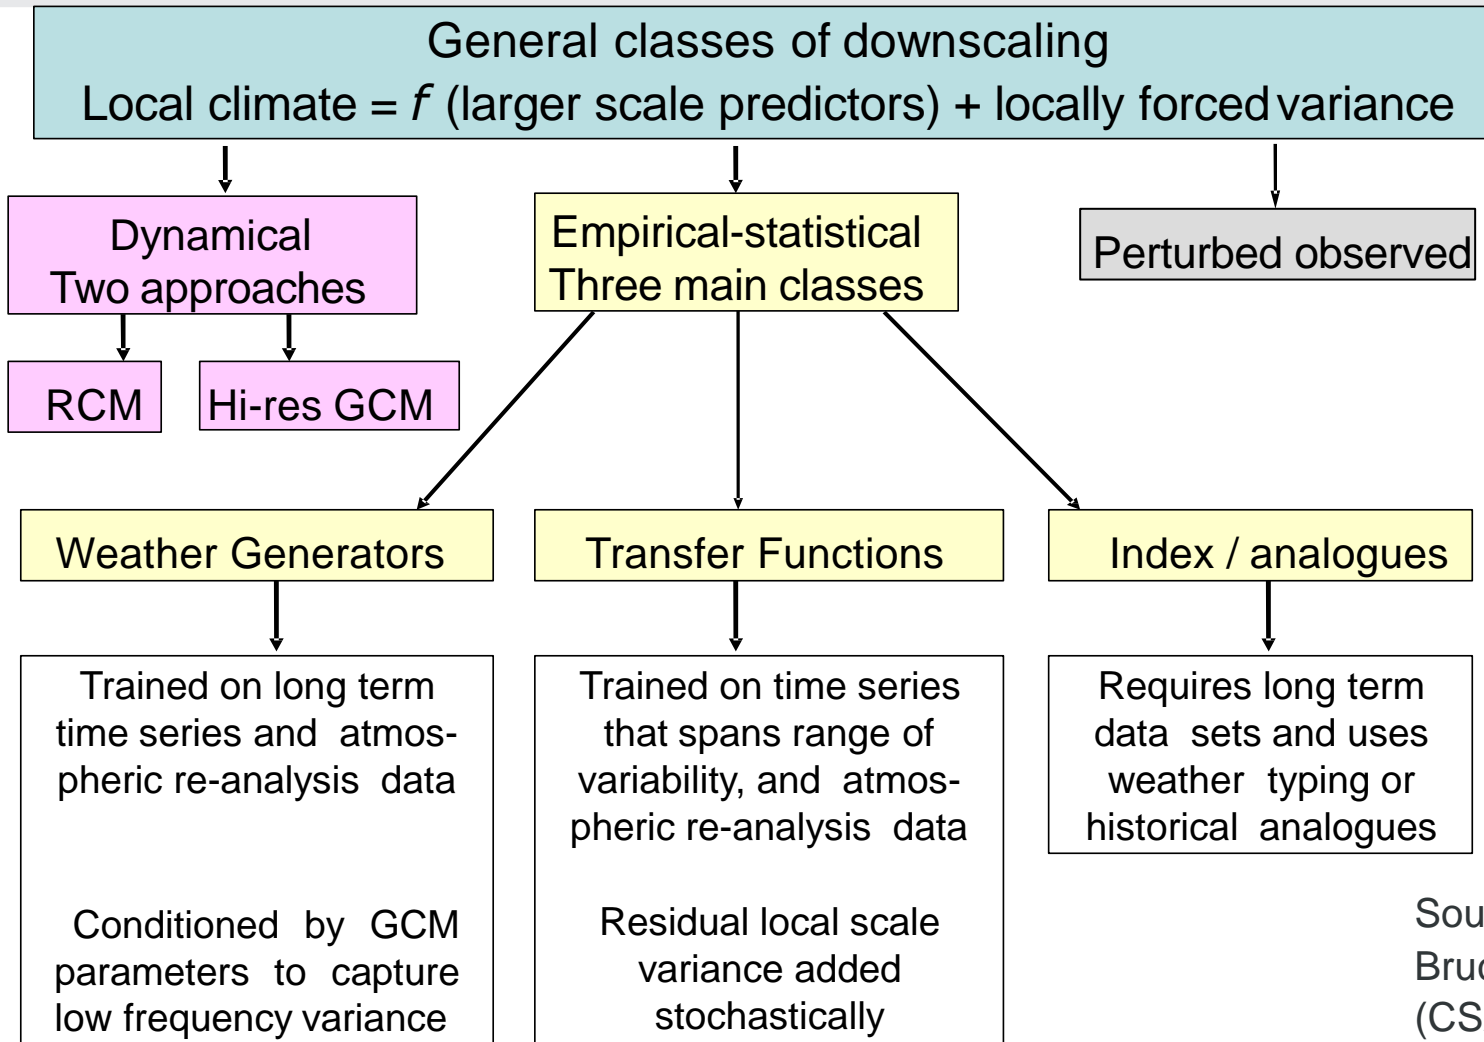 General classes of downscaling
Local climate = f (larger scale predictors) + locally forced variance
Dynamical
Two approaches
Empirical-statistical
Three main classes
Perturbed observed
RCM
Hi-res GCM
Weather Generators
Transfer Functions
Index / analogues
Trained on long term
time series and atmos-
pheric re-analysis data
Conditioned by GCM
parameters to capture
low frequency variance
Trained on time series
that spans range of
variability, and atmos-
pheric re-analysis data
Residual local scale
variance added
stochastically
Requires long term
data sets and uses
weather typing or
historical analogues